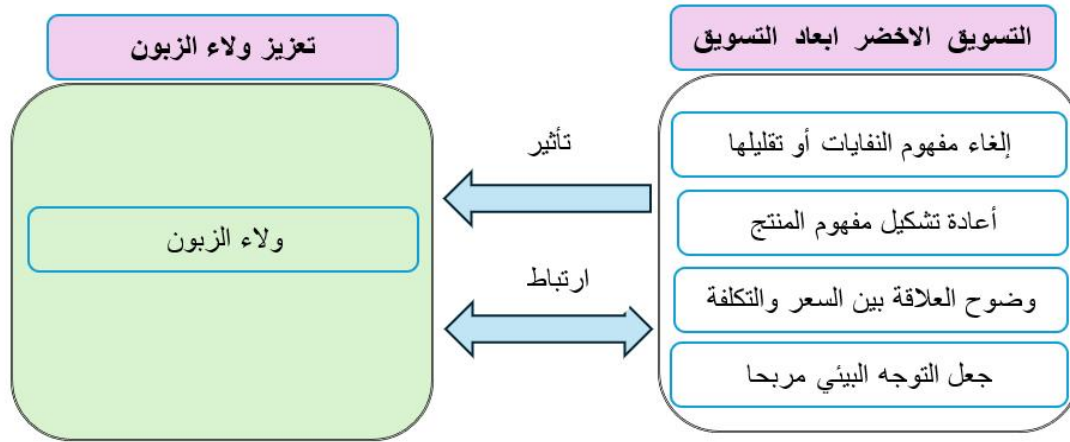 التسويق الاخضر ابعاد التسويق
إلغاء مفهوم النفايات أو تقليلها
أعادة تشكيل مفهوم المنتج
وضوح العلاقة بين السعر والتكلفة
جعل التوجه البيئي مربحا
تأثير
ارتباط
تعزيز ولاء الزبون
ولاء الزبون